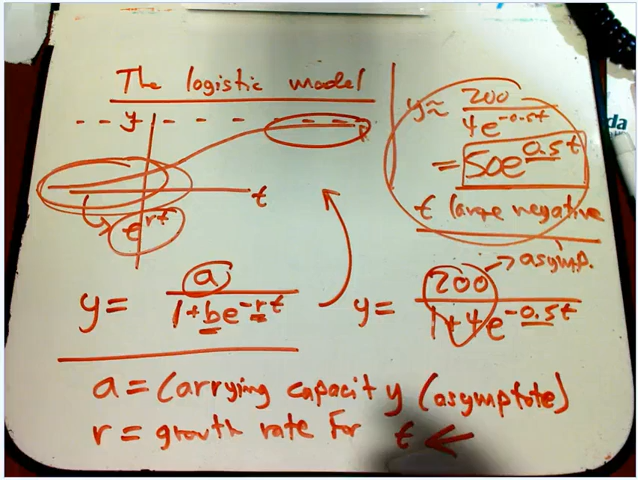 The logistic model
y
t
e^rt
y = a / 1+be^-rt
y ≈ 200 / 4e^-0.5t
= 50e^0.5t
t large negative
y = 200 / 1+4e^-0.5t
→ asymp.
a = carrying capacity (asymptote)
r = growth rate for t ←
da